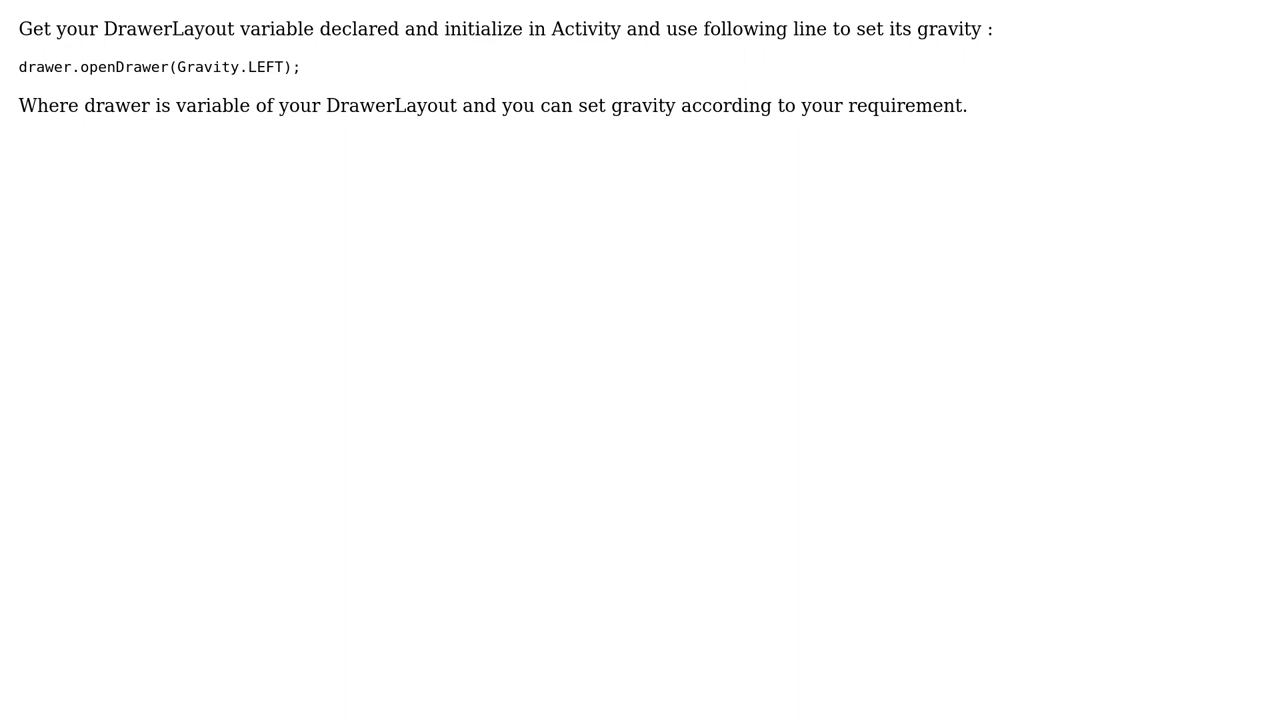 Get your DrawerLayout variable declared and initialize in Activity and use following line to set its gravity :
drawer.openDrawer(Gravity.LEFT);
Where drawer is variable of your DrawerLayout and you can set gravity according to your requirement.